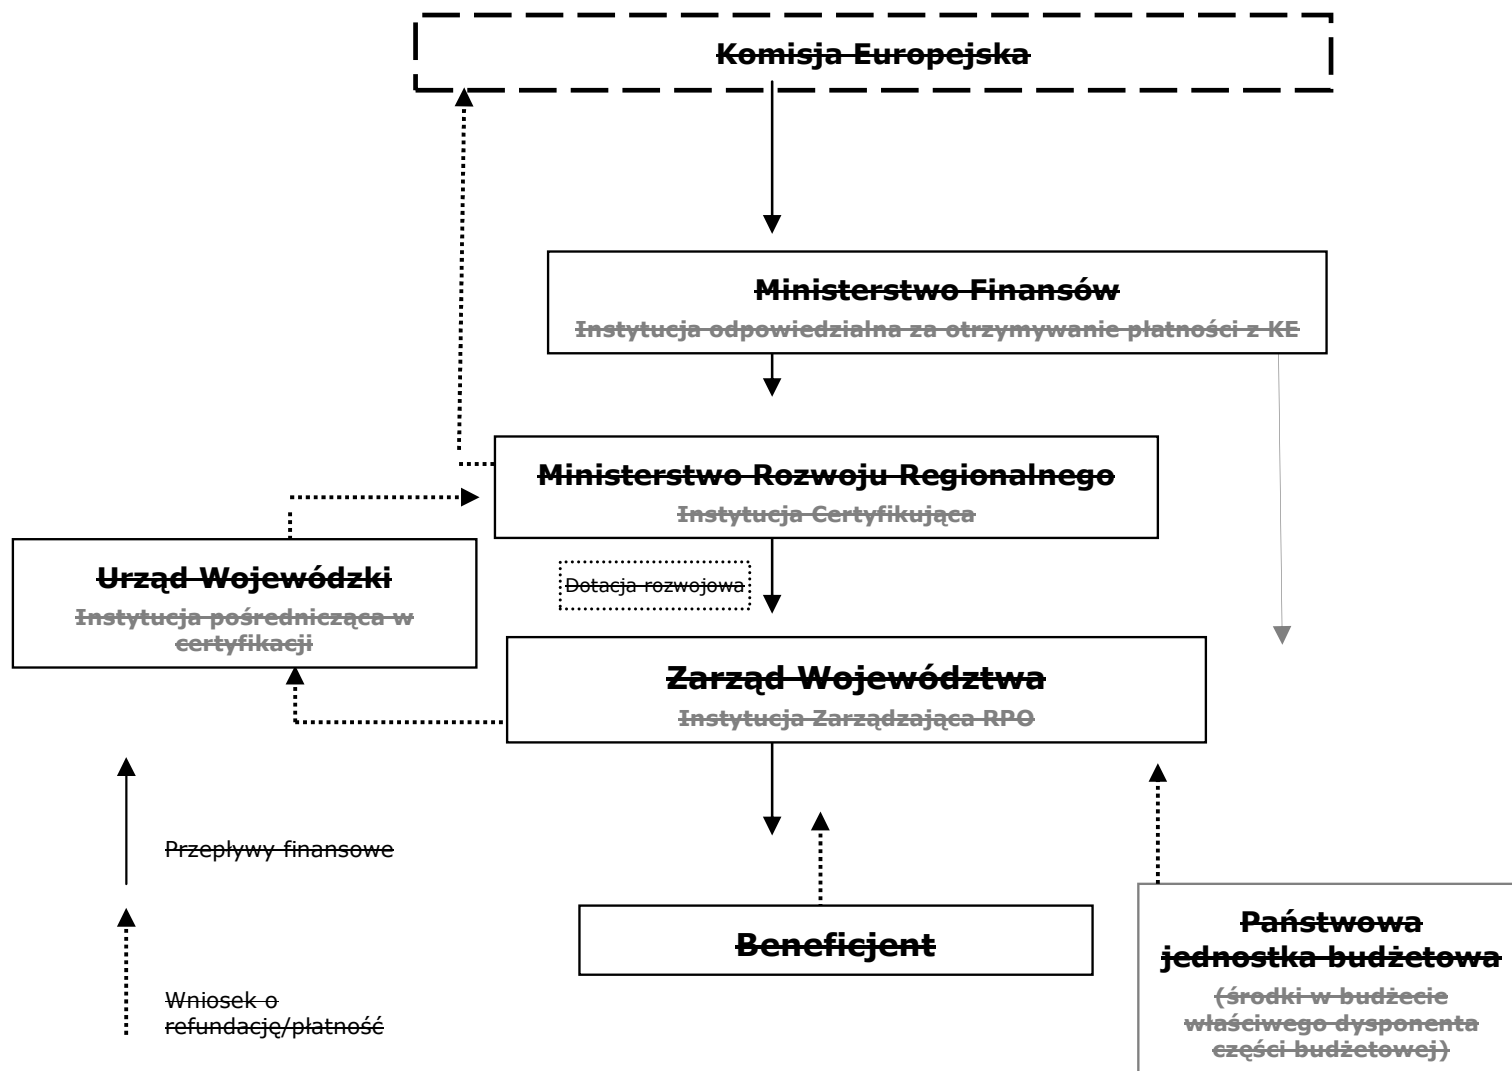 Komisja Europejska
Ministerstwo Finansów
Instytucja odpowiedzialna za otrzymywanie płatności z KE
Ministerstwo Rozwoju Regionalnego
Instytucja Certyfikująca
Urząd Wojewódzki
Instytucja pośrednicząca w
certyfikacji
Dotacja rozwojowa
Zarząd Województwa
Instytucja Zarządzająca RPO
Przepływy finansowe
Beneficjent
Państwowa
jednostka budżetowa
(środki w budżecie
właściwego dysponenta
części budżetowej)
Wniosek o
refundację/płatność